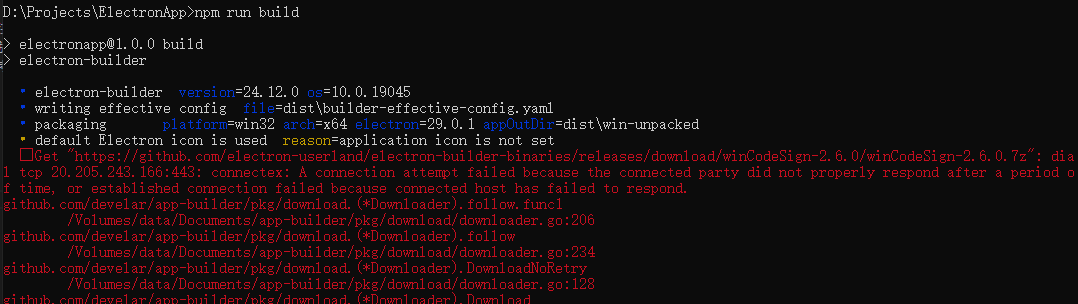 D:\Projects\ElectronApp>npm run build
> electronapp@1.0.0 build
> electron-builder
* electron-builder version=24.12.0 os=10.0.19045
* writing effective config file=dist\builder-effective-config.yaml
* packaging platform=win32 arch=x64 electron=29.0.1 appOutDir=dist\win-unpacked
* default Electron icon is used reason=application icon is not set
□Get "https://github.com/electron-userland/electron-builder-binaries/releases/download/winCodeSign-2.6.0/winCodeSign-2.6.0.7z": dia
l tcp 20.205.243.166:443: connectex: A connection attempt failed because the connected party did not properly respond after a period o
f time, or established connection failed because connected host has failed to respond.
github.com/develar/app-builder/pkg/download.(*Downloader).follow.func1
/Volumes/data/Documents/app-builder/pkg/download/downloader.go:206
github.com/develar/app-builder/pkg/download.(*Downloader).follow
/Volumes/data/Documents/app-builder/pkg/download/downloader.go:234
github.com/develar/app-builder/pkg/download.(*Downloader).DownloadNoRetry
/Volumes/data/Documents/app-builder/pkg/download/downloader.go:128
github.com/develar/app-builder/pkg/download.(*Downloader).Download